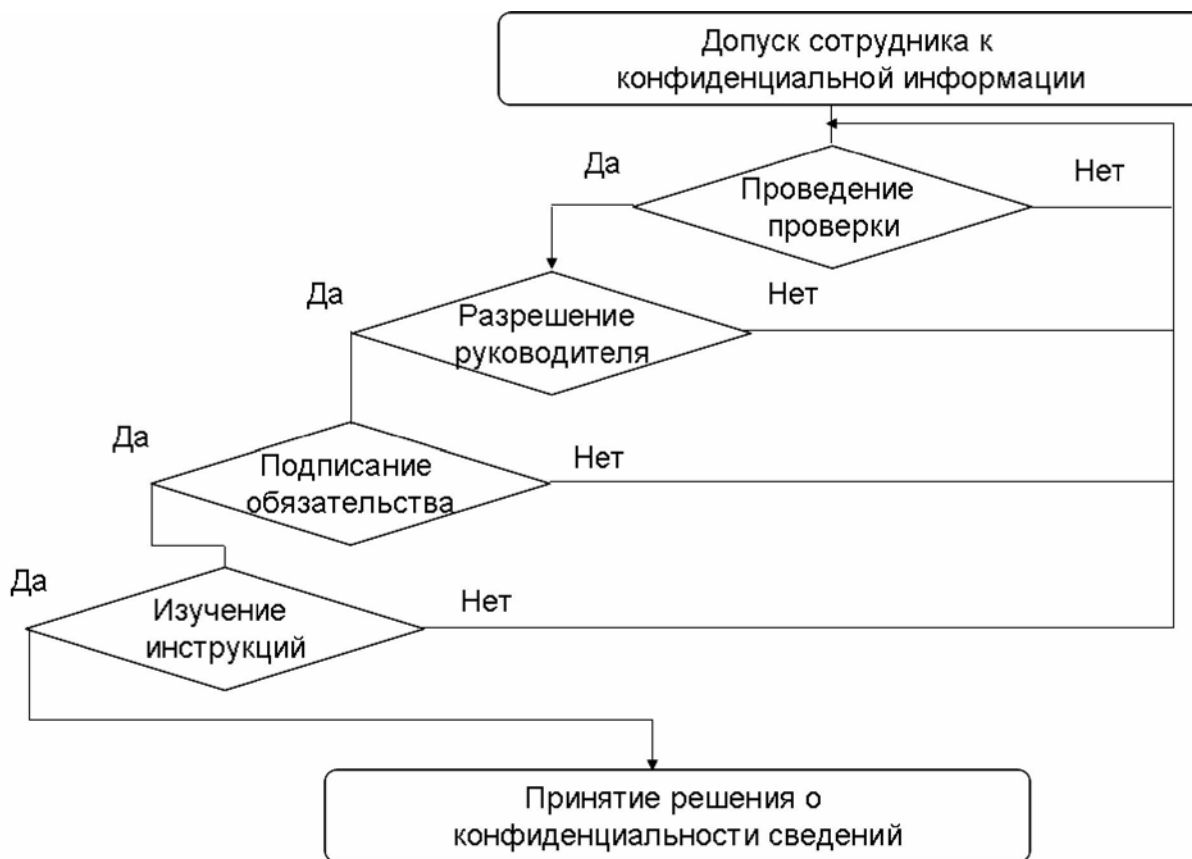 Допуск сотрудника к
конфиденциальной информации
Да
Проведение
проверки
Нет
Да
Разрешение
руководителя
Нет
Да
Подписание
обязательства
Нет
Да
Изучение
инструкций
Нет
Принятие решения о
конфиденциальности сведений